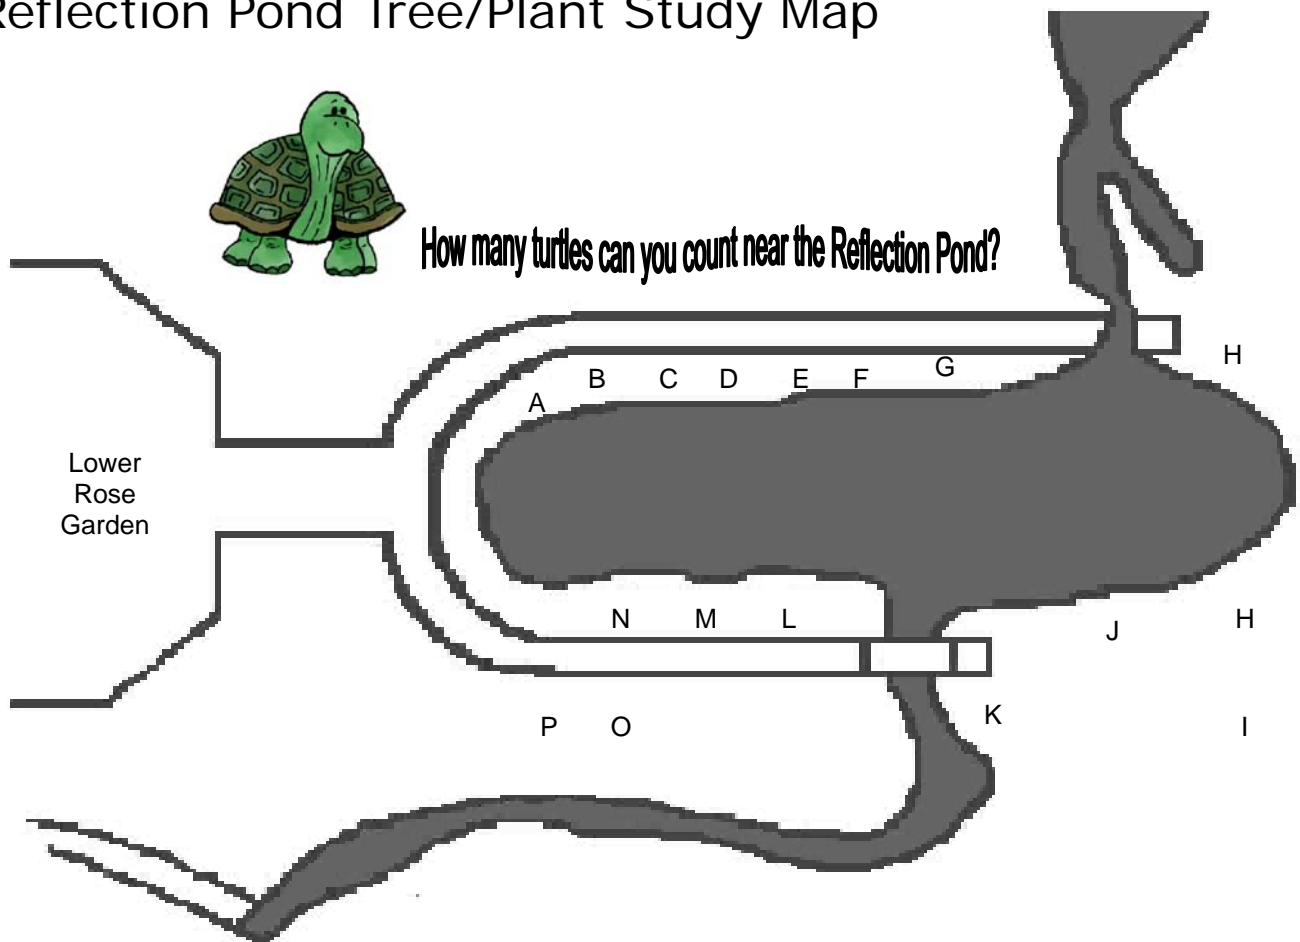 Reflection Pond Tree/Plant Study Map
How many turtles can you count near the Reflection Pond?
H
G
B C D E F
A
Lower
Rose
Garden
N M L J H
K
P O I